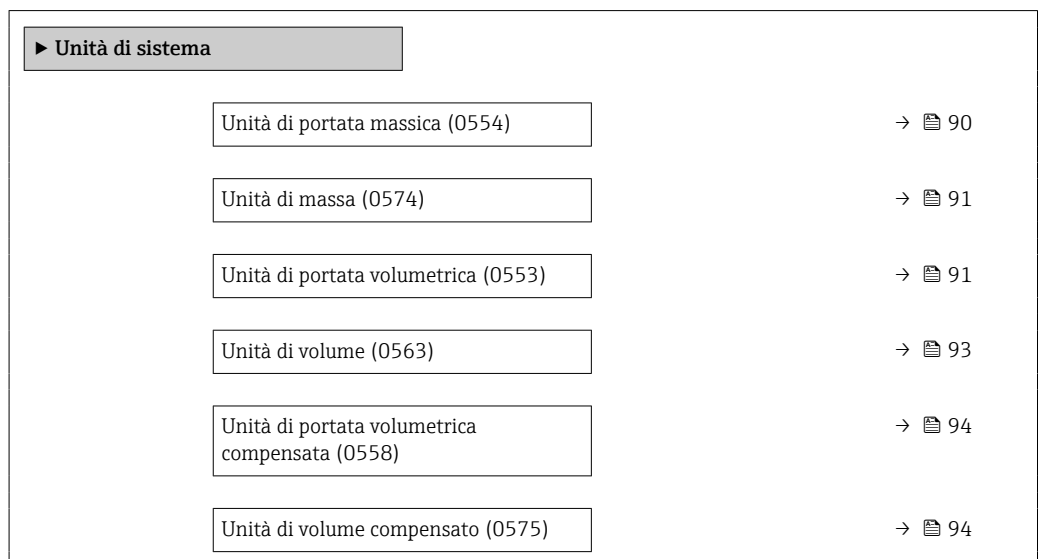 ▶ Unità di sistema
Unità di portata massica (0554) → 90
Unità di massa (0574) → 91
Unità di portata volumetrica (0553) → 91
Unità di volume (0563) → 93
Unità di portata volumetrica → 94
compensata (0558)
Unità di volume compensato (0575) → 94